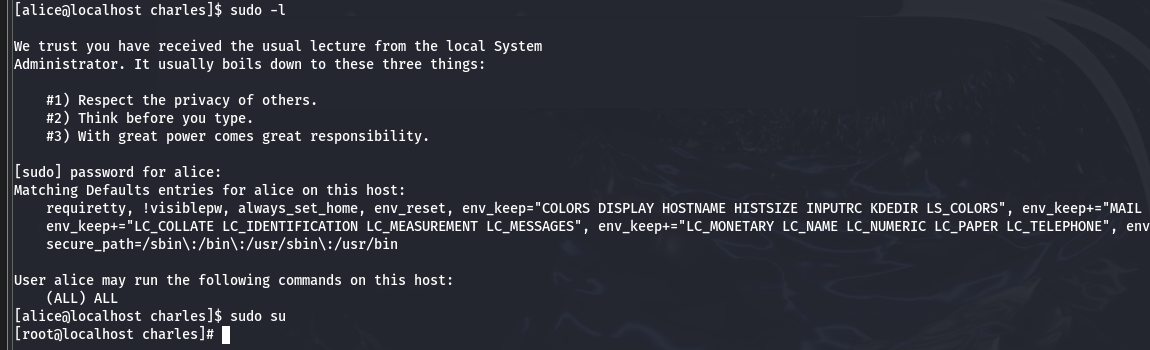 [alice@localhost charles]$ sudo -l
We trust you have received the usual lecture from the local System
Administrator. It usually boils down to these three things:
#1) Respect the privacy of others.
#2) Think before you type.
#3) With great power comes great responsibility.
[sudo] password for alice:
Matching Defaults entries for alice on this host:
requiretty, !visiblepw, always_set_home, env_reset, env_keep="COLORS DISPLAY HOSTNAME HISTSIZE INPUTRC KDEDIR LS_COLORS", env_keep+="MAIL
env_keep+="LC_COLLATE LC_IDENTIFICATION LC_MEASUREMENT LC_MESSAGES", env_keep+="LC_MONETARY LC_NAME LC_NUMERIC LC_PAPER LC_TELEPHONE", env
secure_path=/sbin\:/bin\:/usr/sbin\:/usr/bin
User alice may run the following commands on this host:
(ALL) ALL
[alice@localhost charles]$ sudo su
[root@localhost charles]#